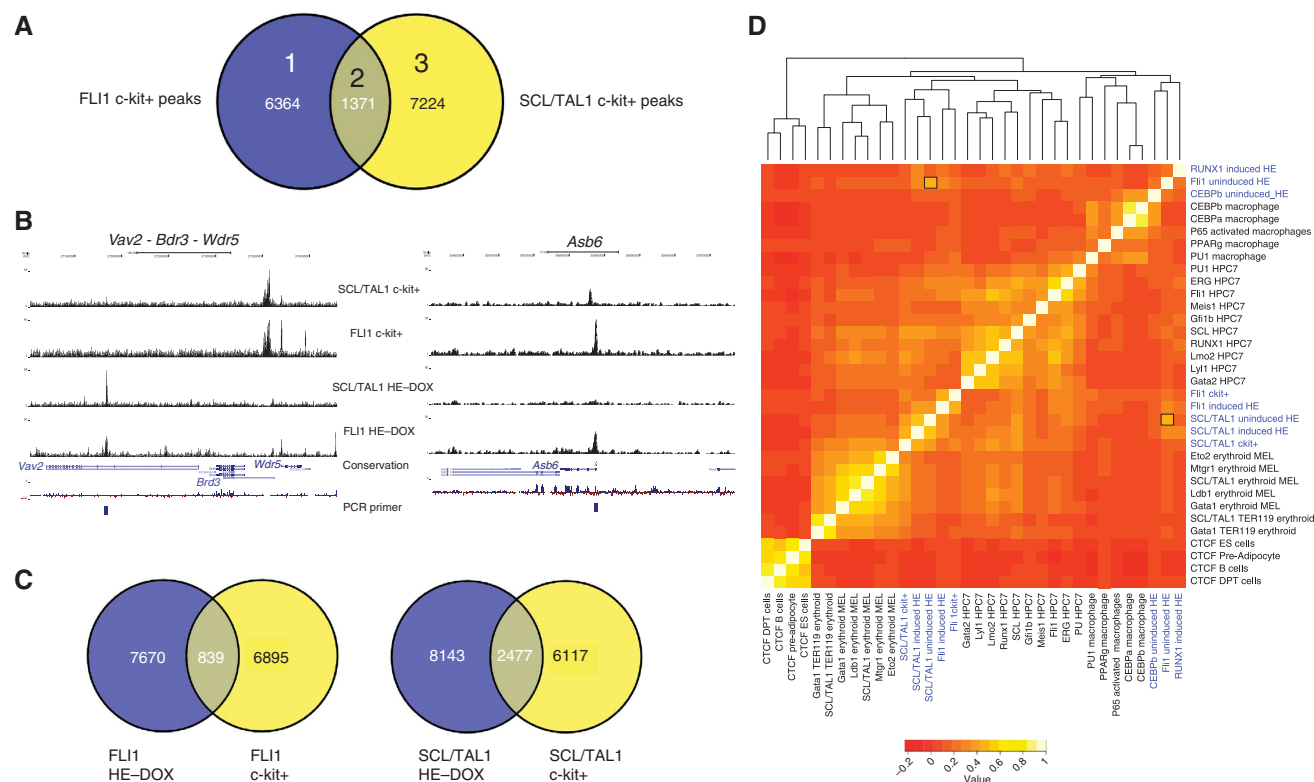 A
1
2
3
FLI1 c-kit+ peaks
6364
1371
7224
SCL/TAL1 c-kit+ peaks
B
Vav2 - Bdr3 - Wdr5
Asb6
SCL/TAL1 c-kit+
FLI1 c-kit+
SCL/TAL1 HE–DOX
FLI1 HE–DOX
Vav2
Wdr5
Brd3
Conservation
Asb6
PCR primer
C
7670
839
6895
FLI1
HE–DOX
FLI1
c-kit+
8143
2477
6117
SCL/TAL1
HE–DOX
SCL/TAL1
c-kit+
D
RUNX1 induced HE
Fli1 uninduced HE
CEBPb uninduced_HE
CEBPb macrophage
CEBPa macrophage
P65 activated macrophages
PPARg macrophage
PU1 macrophage
PU1 HPC7
ERG HPC7
Fli1 HPC7
Meis1 HPC7
Gfi1b HPC7
SCL HPC7
RUNX1 HPC7
Lmo2 HPC7
Lyl1 HPC7
Gata2 HPC7
Fli1 ckit+
Fli1 induced HE
SCL/TAL1 uninduced HE
SCL/TAL1 induced HE
SCL/TAL1 ckit+
Eto2 erythroid MEL
Mtgr1 erythroid MEL
SCL/TAL1 erythroid MEL
Ldb1 erythroid MEL
Gata1 erythroid MEL
SCL/TAL1 TER119 erythroid
Gata1 TER119 erythroid
CTCF ES cells
CTCF Pre-Adipocyte
CTCF B cells
CTCF DPT cells
CTCF DPT cells
CTCF B cells
CTCF pre-adipocyte
CTCF ES cells
Gata1 TER119 erythroid
SCL/TAL1 TER119 erythroid
Gata1 erythroid MEL
Ldb1 erythroid MEL
SCL/TAL1 erythroid MEL
Mtgr1 erythroid MEL
Eto2 erythroid MEL
SCL/TAL1 ckit+
SCL/TAL1 induced HE
SCL/TAL1 uninduced HE
Fli1 induced HE
Fli 1ckit+
Gata2 HPC7
Lyl1 HPC7
Lmo2 HPC7
Runx1 HPC7
SCL HPC7
Gfi1b HPC7
Meis1 HPC7
Fli1 HPC7
ERG HPC7
PU HPC7
PU1 macrophage
PPARg macrophage
P65 activated macrophages
CEBPa macrophage
CEBPb macrophage
CEBPb uninduced HE
Fli1 uninduced HE
RUNX1 induced HE
–0.2 0 0.2 0.4 0.6 0.8 1
Value